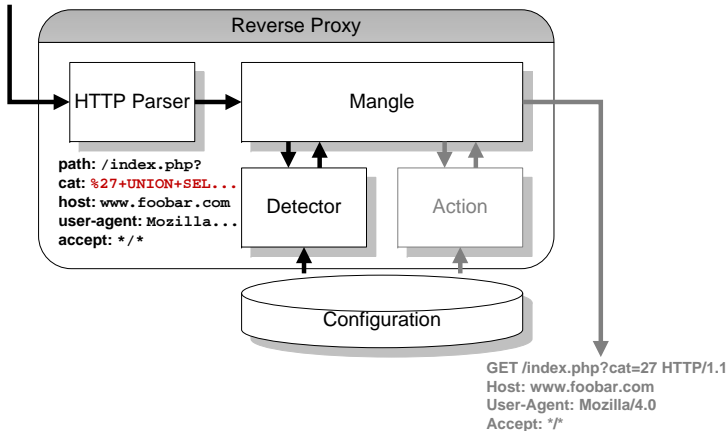 Reverse Proxy
HTTP Parser
Mangle
path: /index.php?
cat: %27+UNION+SEL...
host: www.foobar.com
user-agent: Mozilla...
accept: */*
Detector
Action
Configuration
GET /index.php?cat=27 HTTP/1.1
Host: www.foobar.com
User-Agent: Mozilla/4.0
Accept: */*